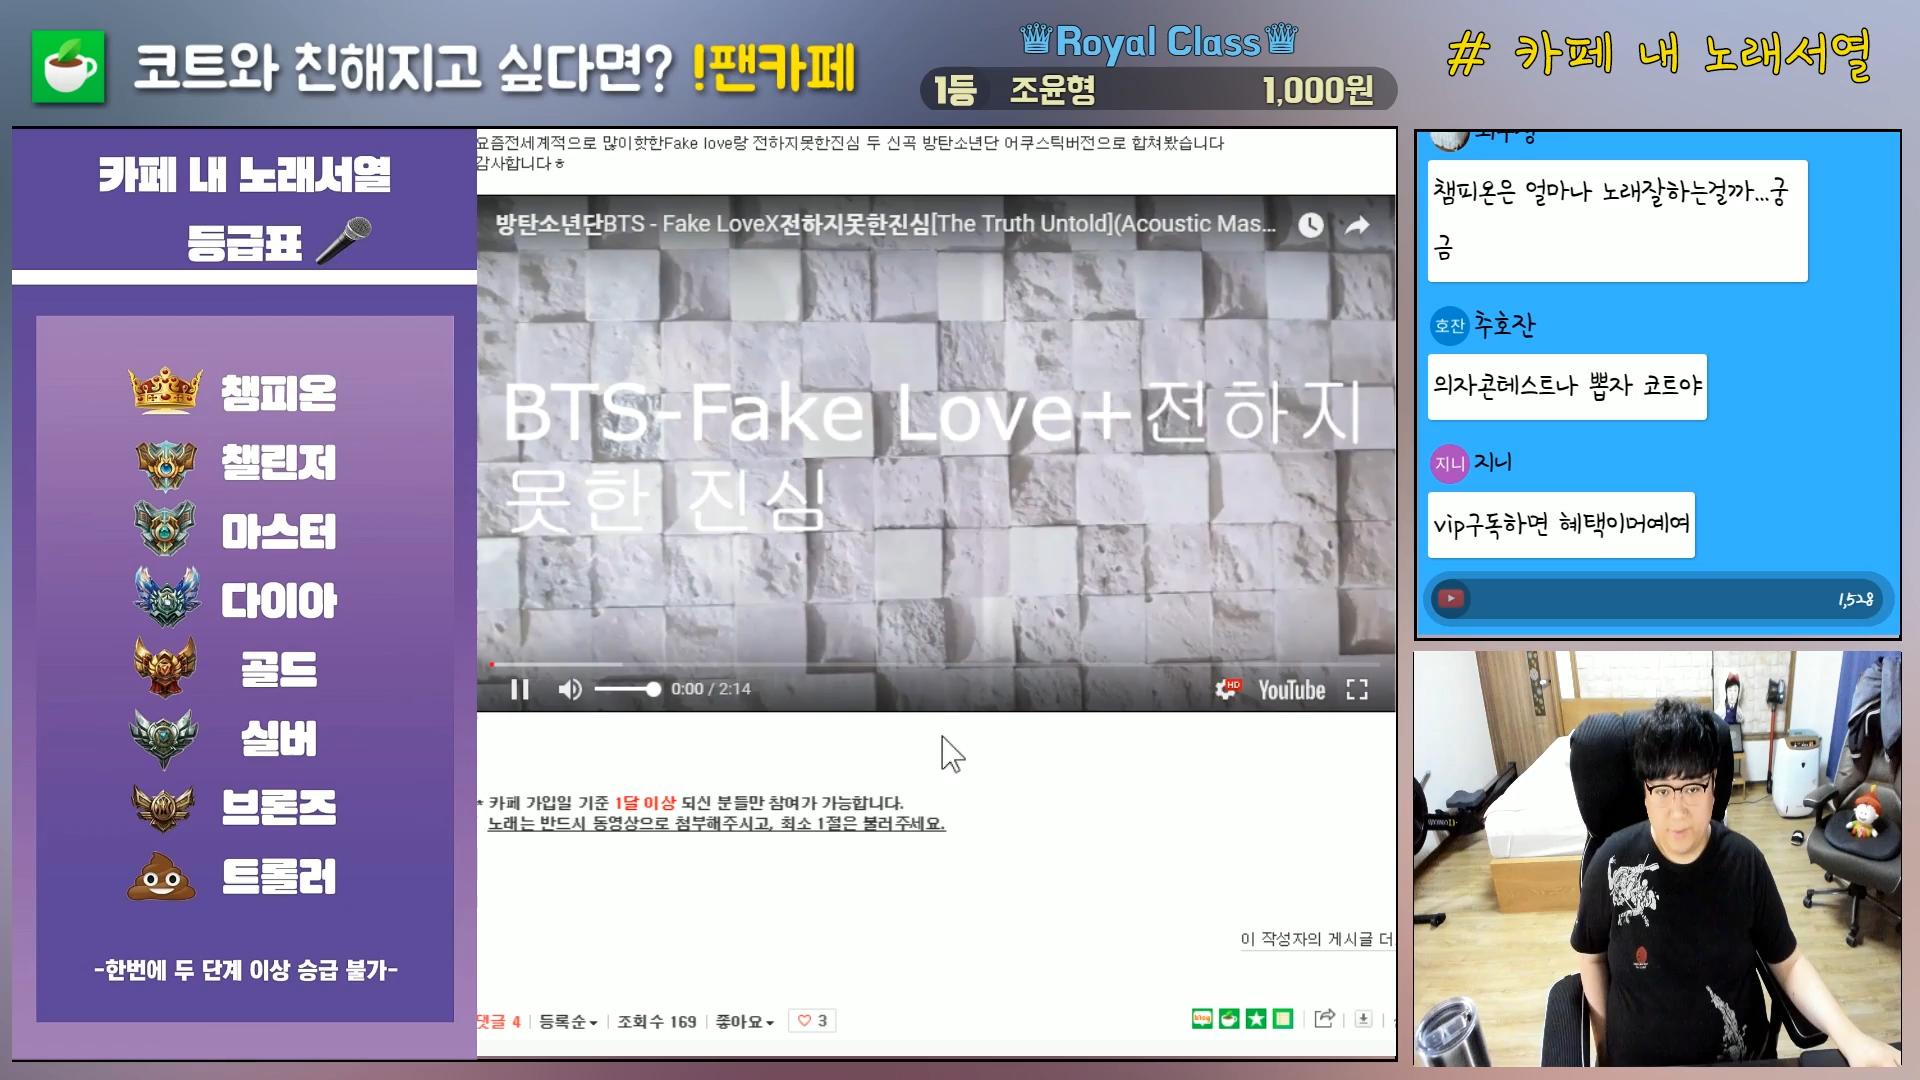 코트와 친해지고 싶다면? !팬카페
Royal Class
1등 조윤형 1,000원
# 카페 내 노래서열
카페 내 노래서열
등급표
챔피온
챌린저
마스터
다이아
골드
실버
브론즈
트롤러
-한번에 두 단계 이상 승급 불가-
요즘전세계적으로 많이핫한Fake love랑 전하지못한진심 두 신곡 방탄소년단 어쿠스틱버전으로 합쳐봤습니다
감사합니다ㅎ
방탄소년단BTS - Fake LoveX전하지못한진심[The Truth Untold](Acoustic Mas...
BTS-Fake Love+전하지
못한 진심
0:00 / 2:14
HD
YouTube
* 카페 가입일 기준 1달 이상 되신 분들만 참여가 가능합니다.
노래는 반드시 동영상으로 첨부해주시고, 최소 1절은 불러주세요.
이 작성자의 게시글 더
댓글 4 등록순 조회수 169 좋아요 3
blog
챔피온은 얼마나 노래잘하는걸까...궁
금
호잔 추호잔
의자콘테스트나 뽑자 코트야
지니 지니
vip구독하면 혜택이머예여
1,528